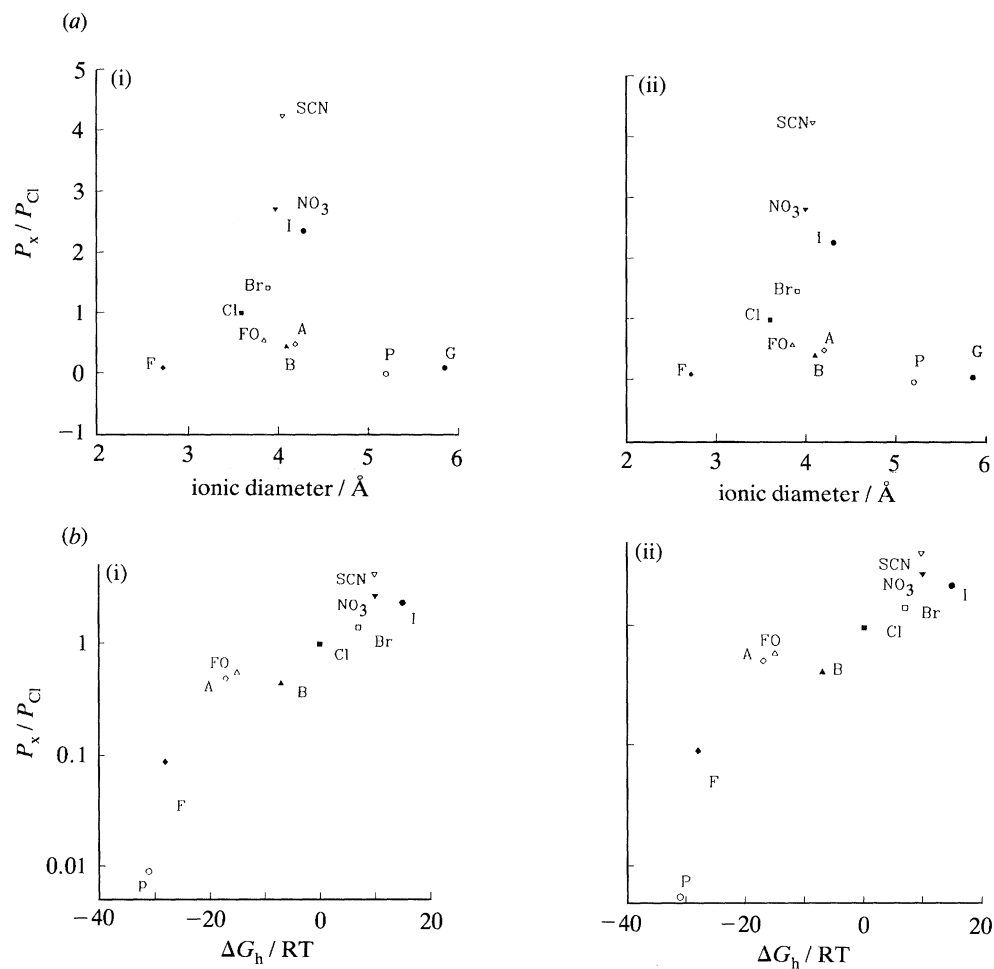 (a)
(i)
5
4
3
2
1
0
−1
P_x / P_Cl
SCN
NO3
I
Br
Cl
FO
A
B
F
P
G
2 3 4 5 6
ionic diameter / Å
(ii)
SCN
NO3
I
Br
Cl
FO
A
B
F
P
G
2 3 4 5 6
ionic diameter / Å
(b)
(i)
1
0.1
0.01
P_x / P_Cl
SCN
NO3
I
Br
Cl
FO
A
B
F
P
−40 −20 0 20
ΔG_h / RT
(ii)
SCN
NO3
I
Br
Cl
FO
A
B
F
P
−40 −20 0 20
ΔG_h / RT